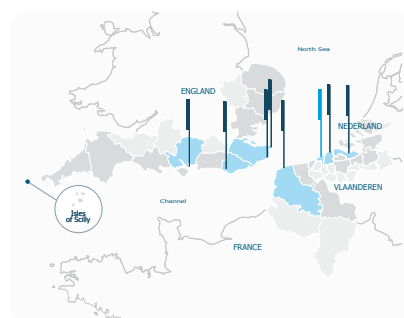 North Sea
ENGLAND
NEDERLAND
VLAANDEREN
Channel
Isles
of Scilly
FRANCE